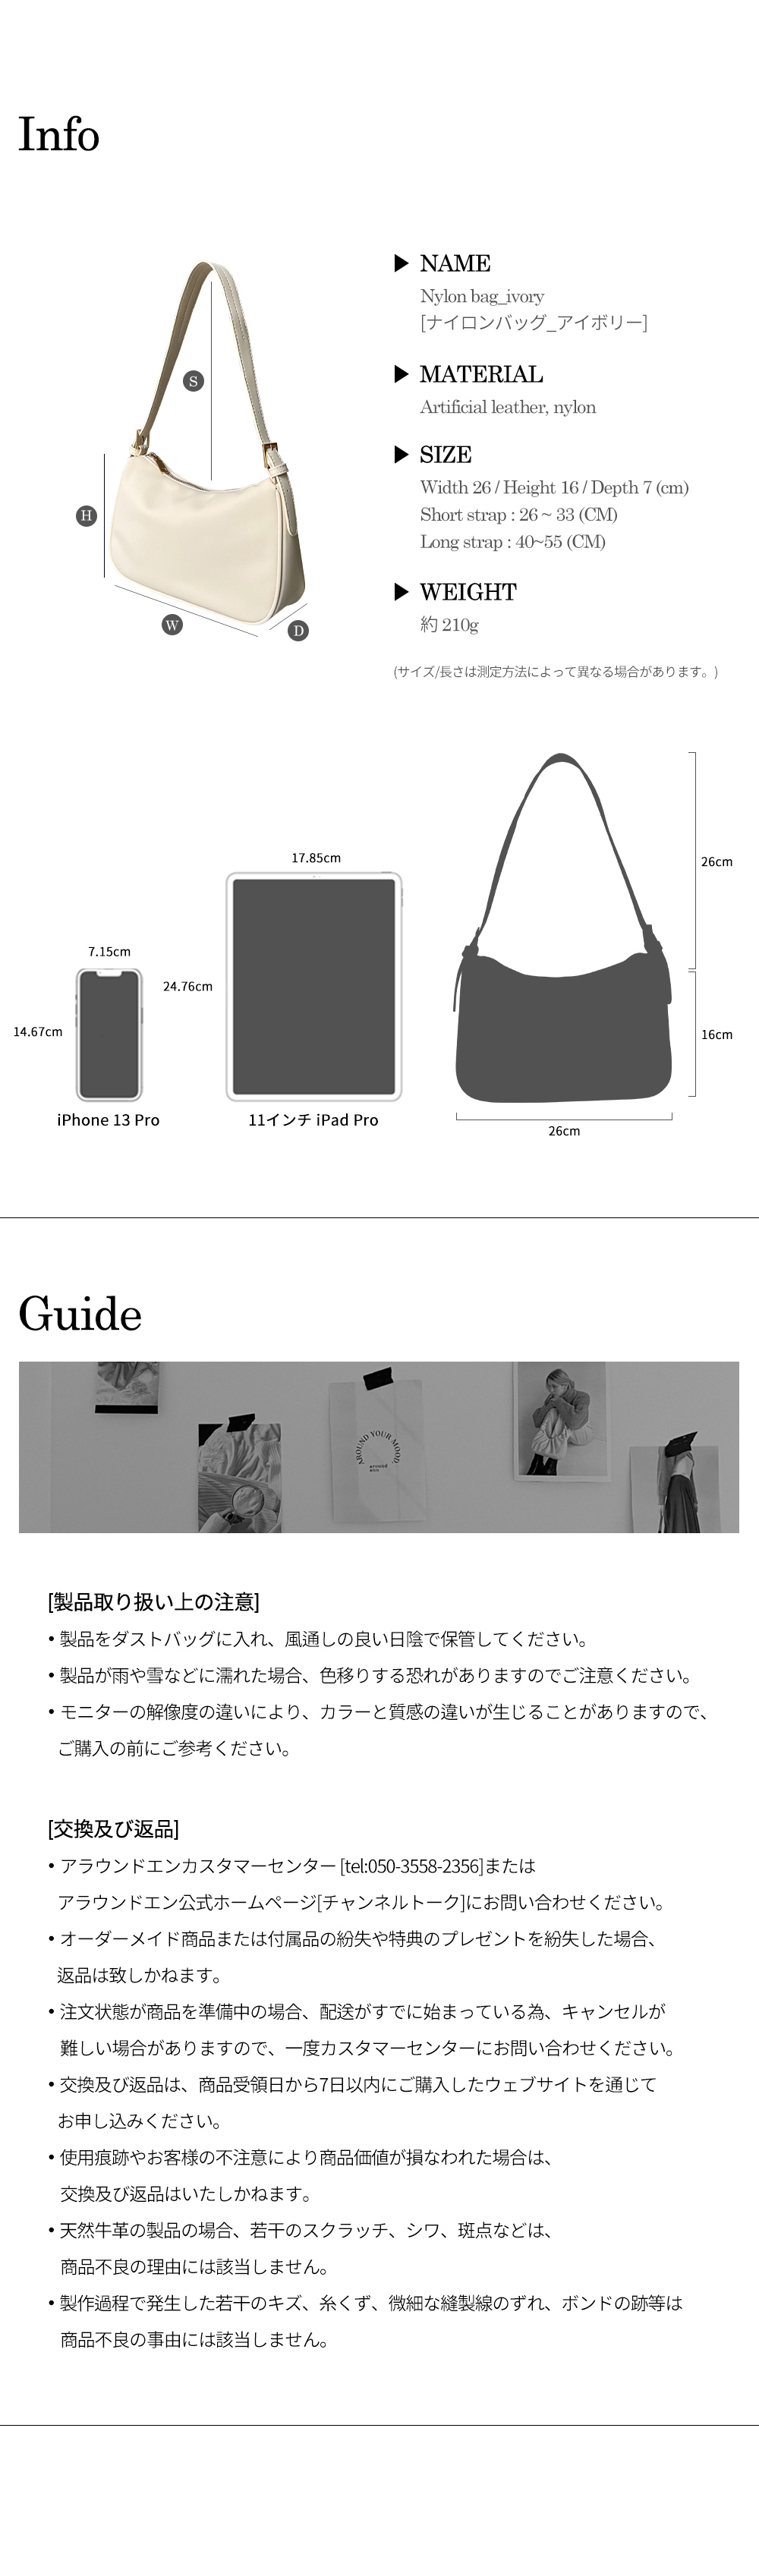 Info
NAME
Nylon bag_ivory
[ナイロンバッグ_アイボリー]
MATERIAL
Artificial leather, nylon
SIZE
Width 26 / Height 16 / Depth 7 (cm)
Short strap : 26 ~ 33 (CM)
Long strap : 40~55 (CM)
WEIGHT
約 210g
(サイズ/長さは測定方法によって異なる場合があります。)
S
H
W
D
7.15cm
14.67cm
iPhone 13 Pro
17.85cm
24.76cm
11インチ iPad Pro
26cm
16cm
26cm
Guide
AROUND YOUR MOOD.
around
ann
[製品取り扱い上の注意]
• 製品をダストバッグに入れ、風通しの良い日陰で保管してください。
• 製品が雨や雪などに濡れた場合、色移りする恐れがありますのでご注意ください。
• モニターの解像度の違いにより、カラーと質感の違いが生じることがありますので、
ご購入の前にご参考ください。
[交換及び返品]
• アラウンドエンカスタマーセンター [tel:050-3558-2356]または
アラウンドエン公式ホームページ[チャンネルトーク]にお問い合わせください。
• オーダーメイド商品または付属品の紛失や特典のプレゼントを紛失した場合、
返品は致しかねます。
• 注文状態が商品を準備中の場合、配送がすでに始まっている為、キャンセルが
難しい場合がありますので、一度カスタマーセンターにお問い合わせください。
• 交換及び返品は、商品受領日から7日以内にご購入したウェブサイトを通じて
お申し込みください。
• 使用痕跡やお客様の不注意により商品価値が損なわれた場合は、
交換及び返品はいたしかねます。
• 天然牛革の製品の場合、若干のスクラッチ、シワ、斑点などは、
商品不良の理由には該当しません。
• 製作過程で発生した若干のキズ、糸くず、微細な縫製線のずれ、ボンドの跡等は
商品不良の事由には該当しません。